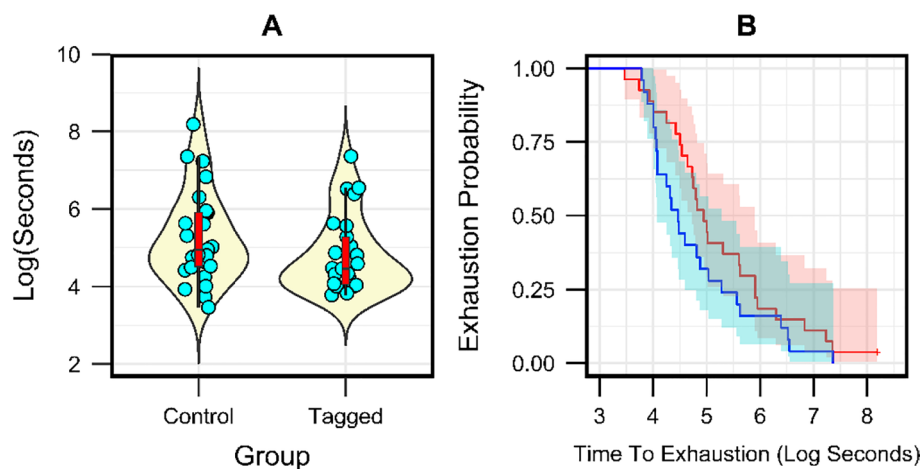 A
Log(Seconds)
10
8
6
4
2
Control Tagged
Group
B
Exhaustion Probability
1.00
0.75
0.50
0.25
0.00
3 4 5 6 7 8
Time To Exhaustion (Log Seconds)